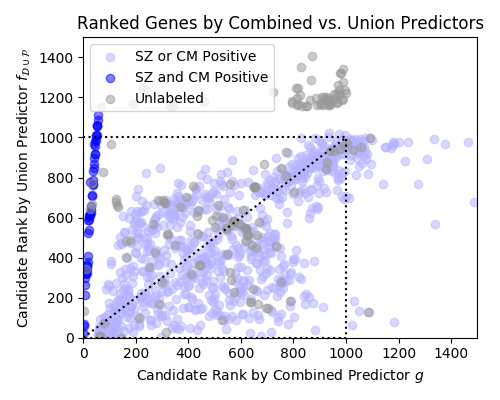 Ranked Genes by Combined vs. Union Predictors
SZ or CM Positive
SZ and CM Positive
Unlabeled
Candidate Rank by Union Predictor f_{𝒟∪𝒫}
1400
1200
1000
800
600
400
200
0
0 200 400 600 800 1000 1200 1400
Candidate Rank by Combined Predictor g